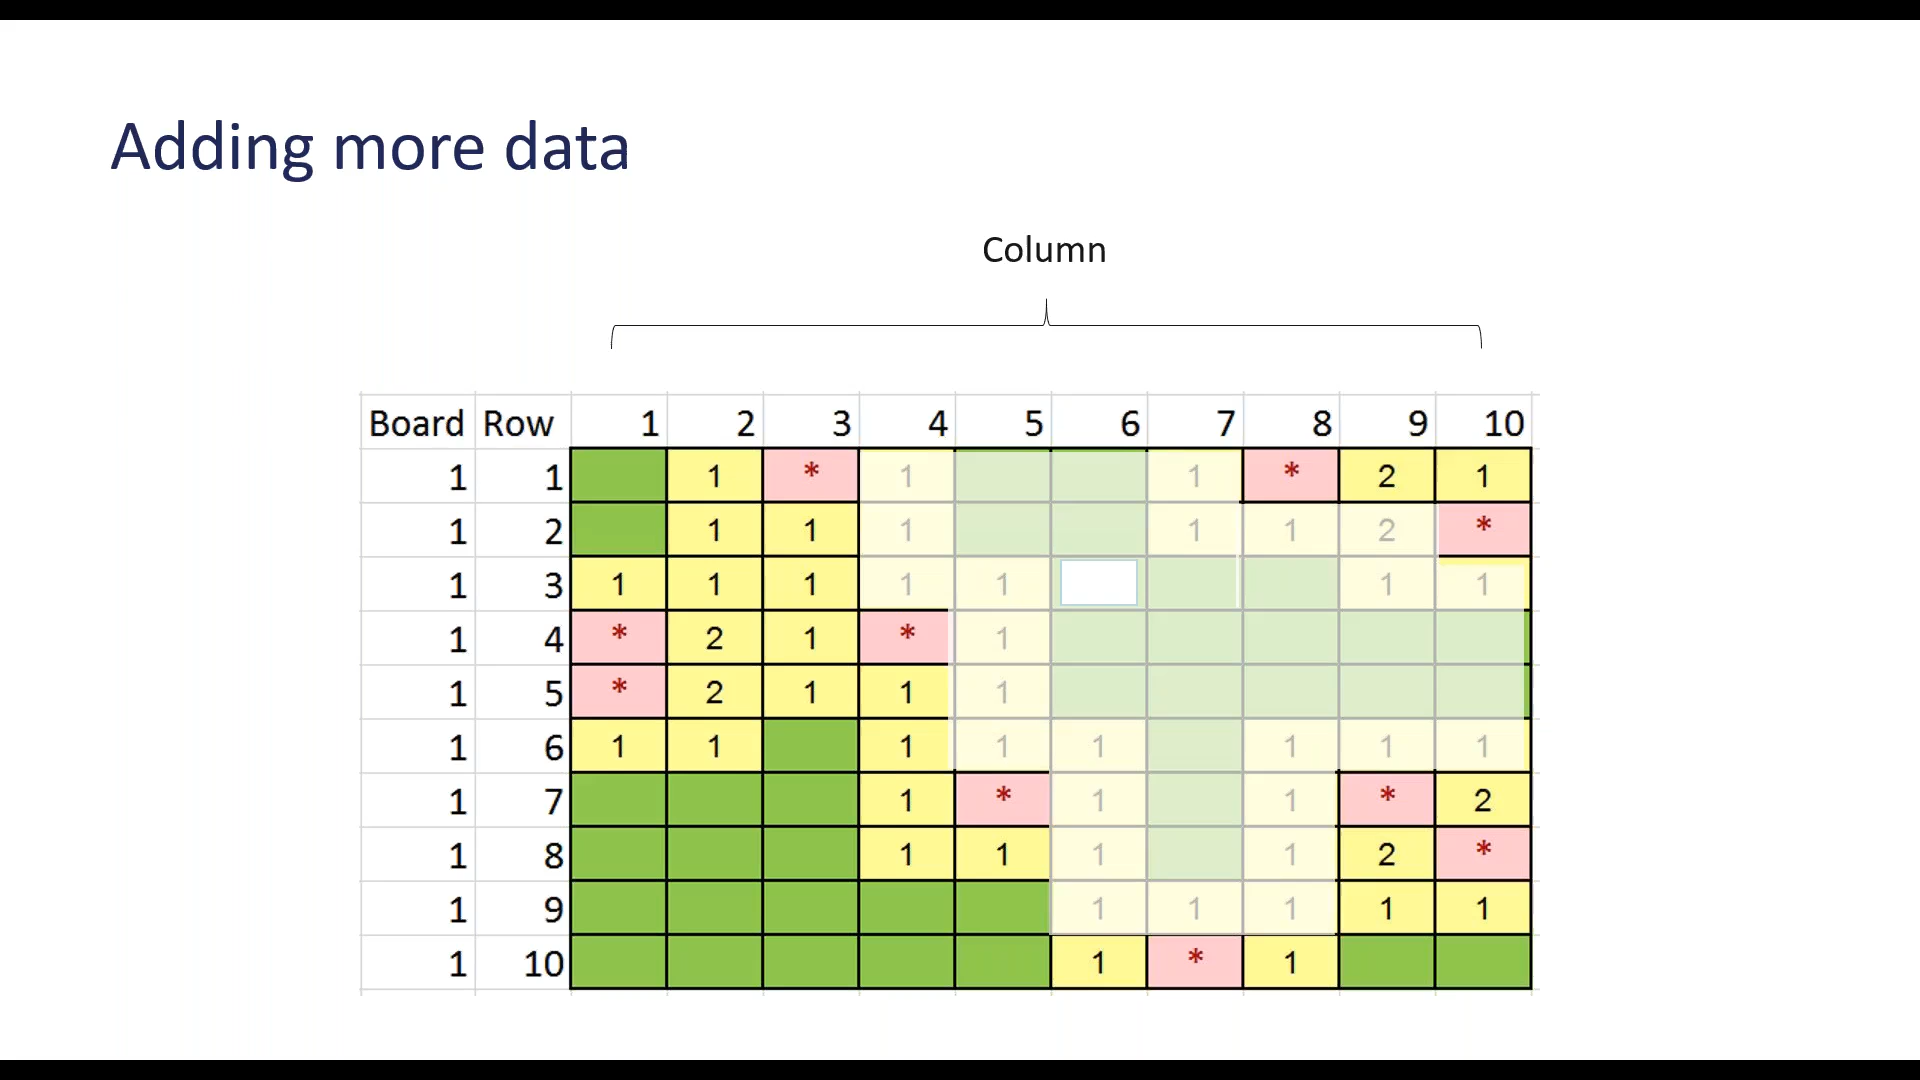 Adding more data
Column
Board Row 1 2 3 4 5 6 7 8 9 10
1 1 1 * 1 1 * 2 1
1 2 1 1 1 1 1 2 *
1 3 1 1 1 1 1 1 1
1 4 * 2 1 * 1
1 5 * 2 1 1 1
1 6 1 1 1 1 1 1 1 1
1 7 1 * 1 1 * 2
1 8 1 1 1 1 2 *
1 9 1 1 1 1 1
1 10 1 * 1